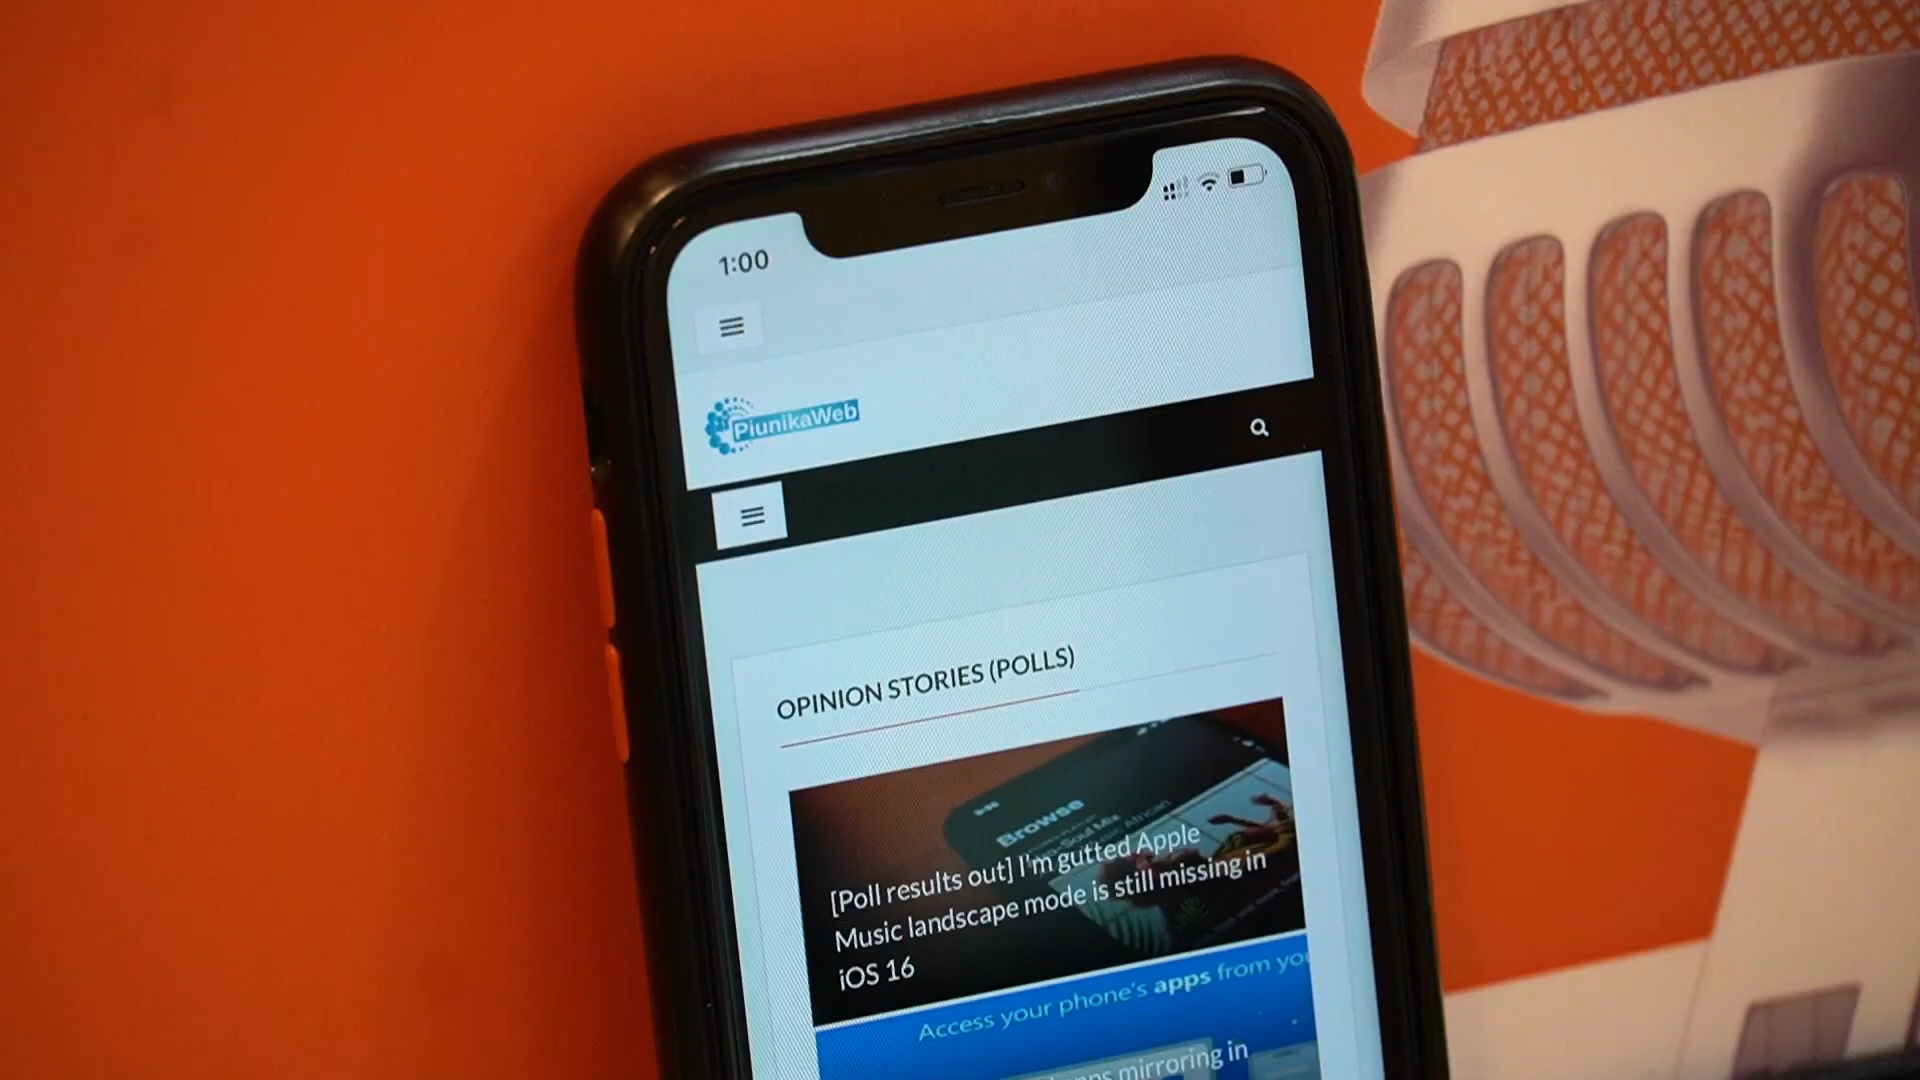 1:00
PiunikaWeb
OPINION STORIES (POLLS)
Browse
[Poll results out] I'm gutted Apple
Music landscape mode is still missing in
iOS 16
Access your phone's apps from
mirroring in